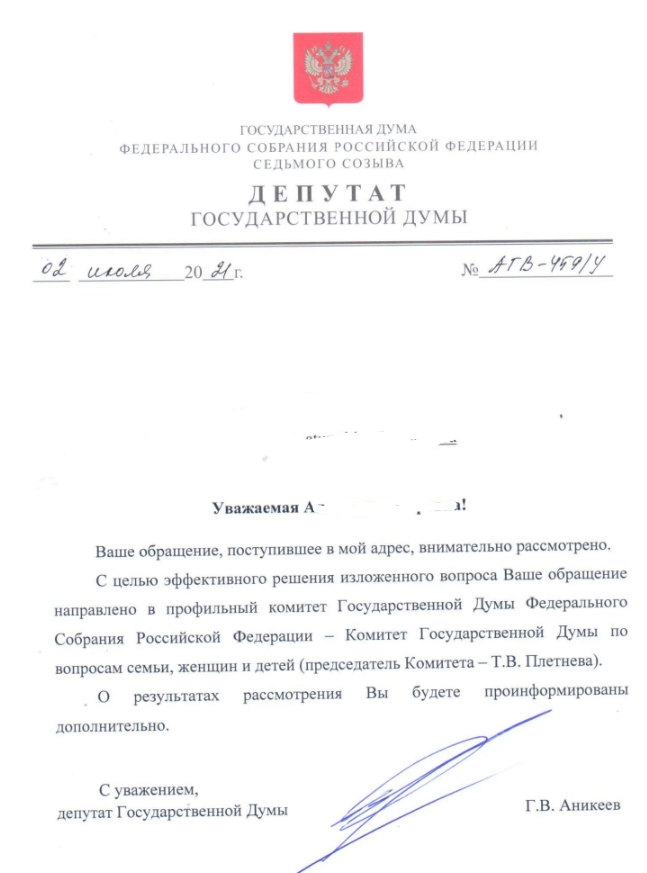 ГОСУДАРСТВЕННАЯ ДУМА
ФЕДЕРАЛЬНОГО СОБРАНИЯ РОССИЙСКОЙ ФЕДЕРАЦИИ
СЕДЬМОГО СОЗЫВА
ДЕПУТАТ
ГОСУДАРСТВЕННОЙ ДУМЫ
02 июля 2021 г. № АГВ-459/У
Уважаемая А а!
Ваше обращение, поступившее в мой адрес, внимательно рассмотрено.
С целью эффективного решения изложенного вопроса Ваше обращение
направлено в профильный комитет Государственной Думы Федерального
Собрания Российской Федерации – Комитет Государственной Думы по
вопросам семьи, женщин и детей (председатель Комитета – Т.В. Плетнева).
О результатах рассмотрения Вы будете проинформированы
дополнительно.
С уважением,
депутат Государственной Думы Г.В. Аникеев